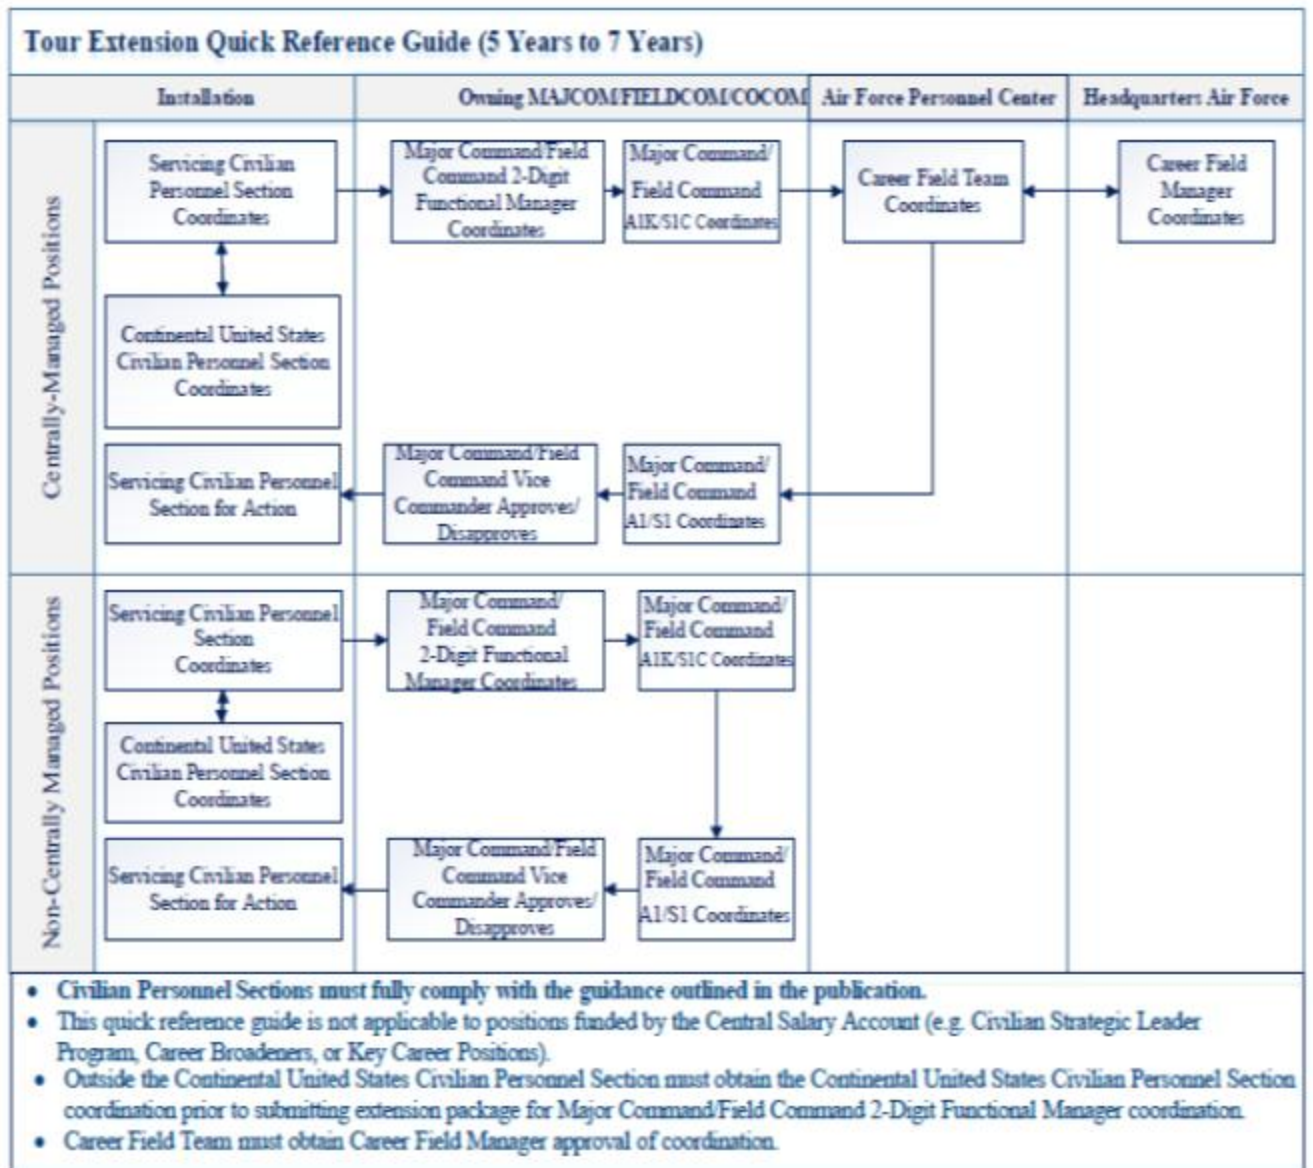 Tour Extension Quick Reference Guide (5 Years to 7 Years)
Installation
Owning MAJCOM/FIELDCOM/COCOM
Air Force Personnel Center
Headquarters Air Force
Centrally-Managed Positions
Servicing Civilian
Personnel Section
Coordinates
Major Command/Field
Command 2-Digit
Functional Manager
Coordinates
Major Command/
Field Command
A1K/S1C Coordinates
Career Field Team
Coordinates
Career Field
Manager
Coordinates
Continental United States
Civilian Personnel Section
Coordinates
Servicing Civilian Personnel
Section for Action
Major Command/Field
Command Vice
Commander Approves/
Disapproves
Major Command/
Field Command
A1/S1 Coordinates
Non-Centrally Managed Positions
Servicing Civilian Personnel
Section
Coordinates
Major Command/
Field Command
2-Digit Functional
Manager Coordinates
Major Command/
Field Command
A1K/S1C Coordinates
Continental United States
Civilian Personnel Section
Coordinates
Servicing Civilian Personnel
Section for Action
Major Command/Field
Command Vice
Commander Approves/
Disapproves
Major Command/
Field Command
A1/S1 Coordinates
• Civilian Personnel Sections must fully comply with the guidance outlined in the publication.
• This quick reference guide is not applicable to positions funded by the Central Salary Account (e.g. Civilian Strategic Leader
Program, Career Broadeners, or Key Career Positions).
• Outside the Continental United States Civilian Personnel Section must obtain the Continental United States Civilian Personnel Section
coordination prior to submitting extension package for Major Command/Field Command 2-Digit Functional Manager coordination.
• Career Field Team must obtain Career Field Manager approval of coordination.